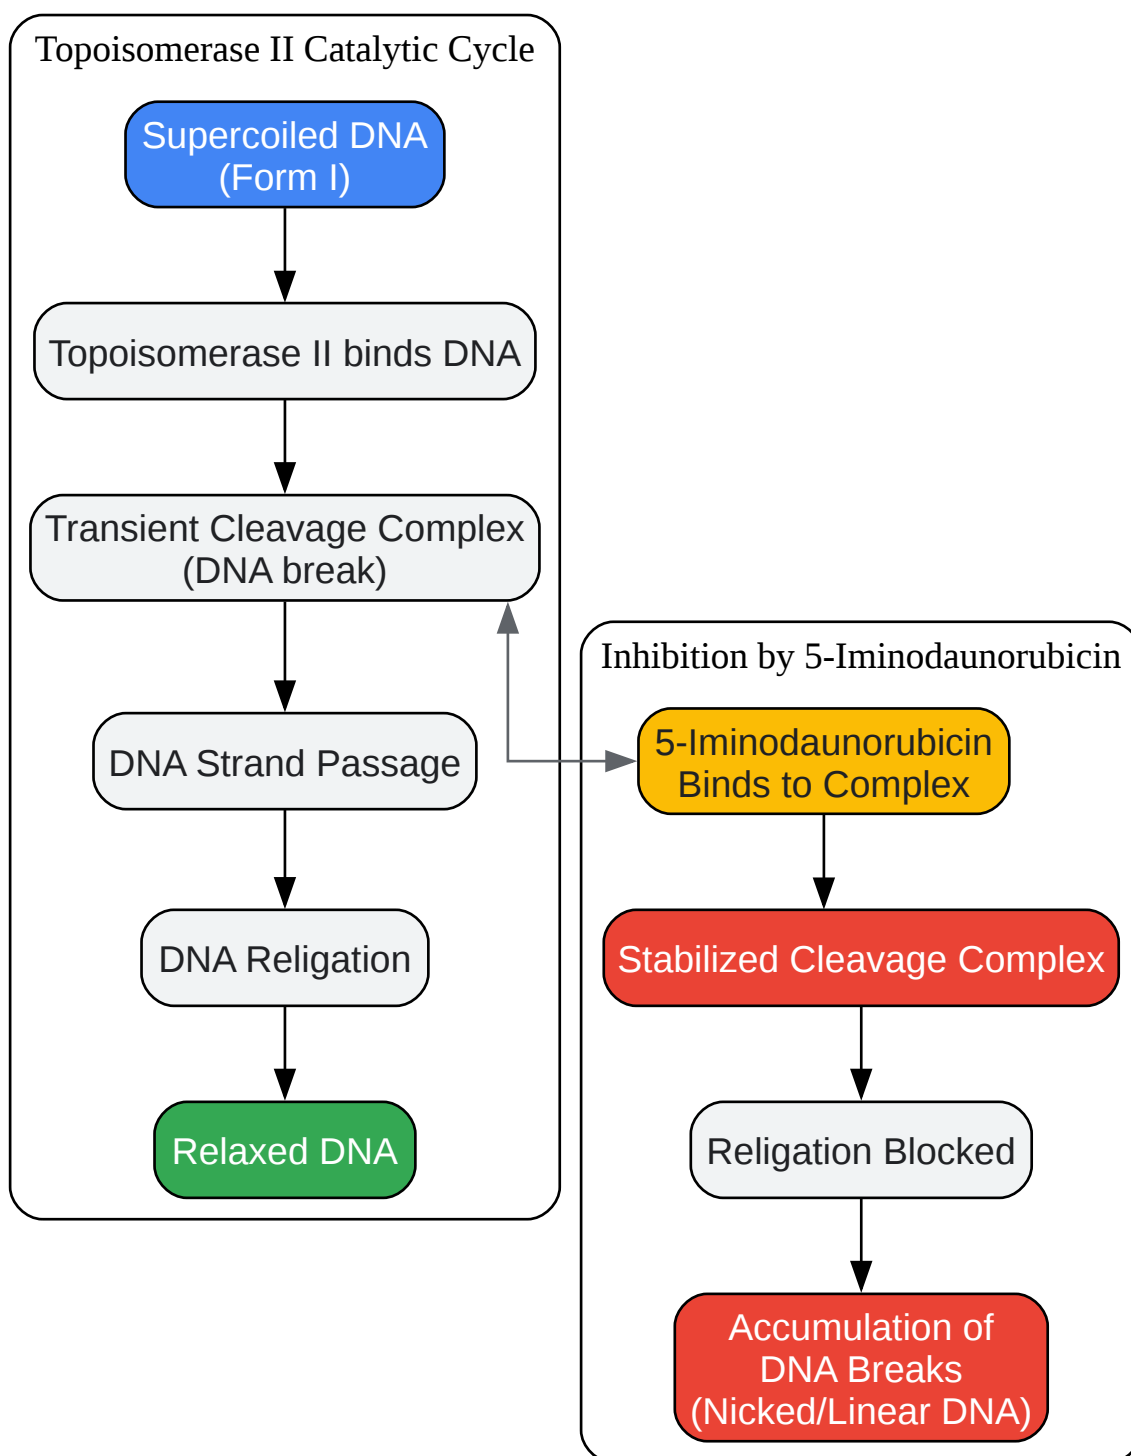 Topoisomerase II Catalytic Cycle
Supercoiled DNA
(Form I)
Topoisomerase II binds DNA
Transient Cleavage Complex
(DNA break)
DNA Strand Passage
DNA Religation
Relaxed DNA
Inhibition by 5-Iminodaunorubicin
5-Iminodaunorubicin
Binds to Complex
Stabilized Cleavage Complex
Religation Blocked
Accumulation of
DNA Breaks
(Nicked/Linear DNA)